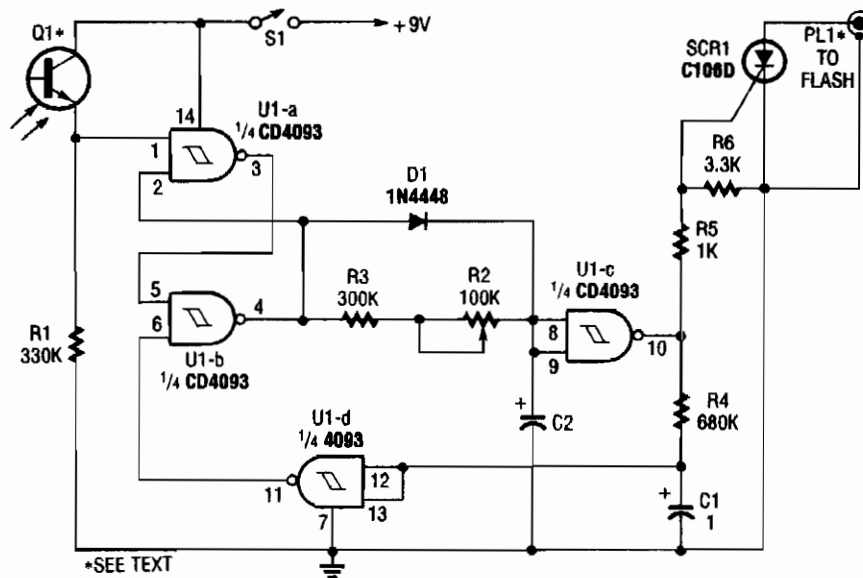 Q1*
S1
+9V
PL1*
TO
FLASH
SCR1
C106D
14
U1-a
1/4 CD4093
1
2
3
R6
3.3K
D1
1N4448
R5
1K
5
6
4
R3
300K
R2
100K
U1-c
1/4 CD4093
8
9
10
R1
330K
U1-b
1/4 CD4093
R4
680K
+
C2
U1-d
1/4 4093
11
12
13
7
+
C1
1
*SEE TEXT